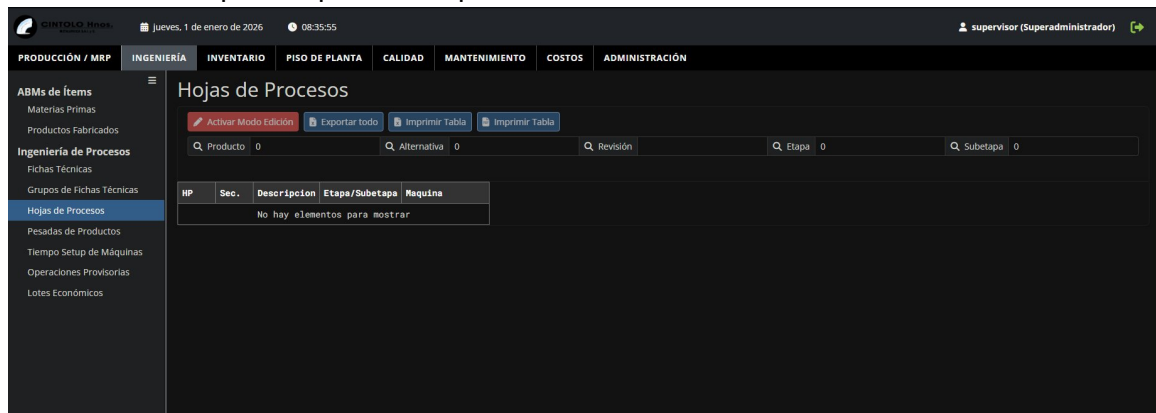 CINTOLO Hnos.
jueves, 1 de enero de 2026
08:35:55
supervisor (Superadministrador)
PRODUCCIÓN / MRP INGENIERÍA INVENTARIO PISO DE PLANTA CALIDAD MANTENIMIENTO COSTOS ADMINISTRACIÓN
ABMs de Ítems
Materias Primas
Productos Fabricados
Ingeniería de Procesos
Fichas Técnicas
Grupos de Fichas Técnicas
Hojas de Procesos
Pesadas de Productos
Tiempo Setup de Máquinas
Operaciones Provisorias
Lotes Económicos
Hojas de Procesos
Activar Modo Edición Exportar todo Imprimir Tabla Imprimir Tabla
Producto 0 Alternativa 0 Revisión Etapa 0 Subetapa 0
HP Sec. Descripcion Etapa/Subetapa Maquina
No hay elementos para mostrar